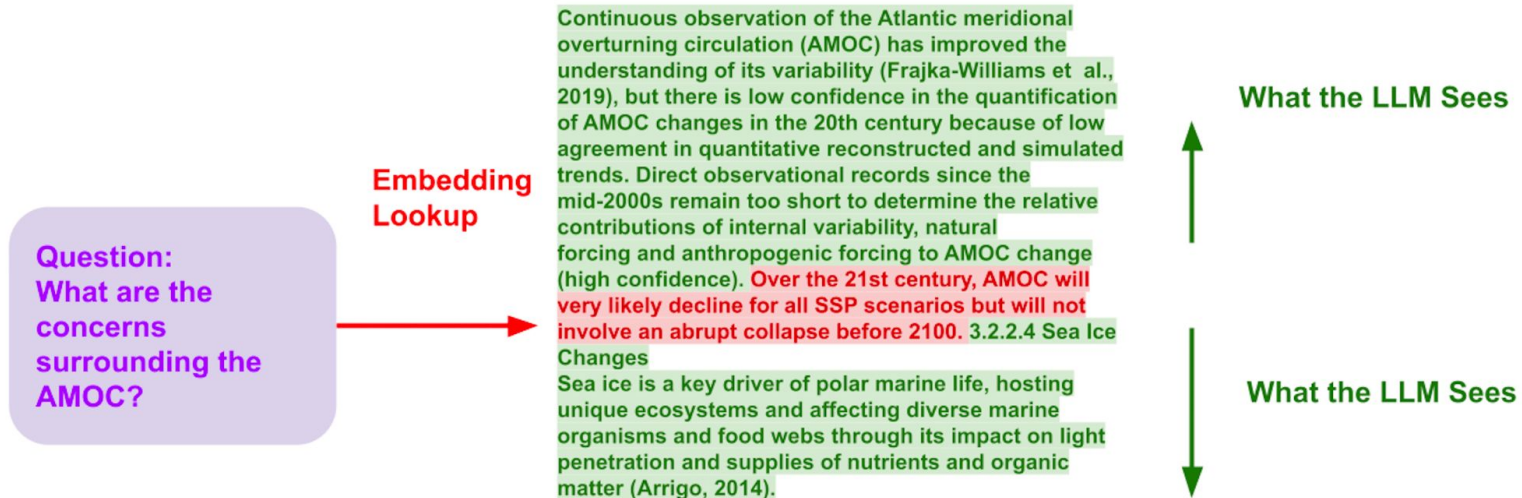 Question:
What are the
concerns
surrounding the
AMOC?
Embedding
Lookup
Continuous observation of the Atlantic meridional
overturning circulation (AMOC) has improved the
understanding of its variability (Frajka-Williams et al.,
2019), but there is low confidence in the quantification
of AMOC changes in the 20th century because of low
agreement in quantitative reconstructed and simulated
trends. Direct observational records since the
mid-2000s remain too short to determine the relative
contributions of internal variability, natural
forcing and anthropogenic forcing to AMOC change
(high confidence). Over the 21st century, AMOC will
very likely decline for all SSP scenarios but will not
involve an abrupt collapse before 2100. 3.2.2.4 Sea Ice
Changes
Sea ice is a key driver of polar marine life, hosting
unique ecosystems and affecting diverse marine
organisms and food webs through its impact on light
penetration and supplies of nutrients and organic
matter (Arrigo, 2014).
What the LLM Sees
What the LLM Sees